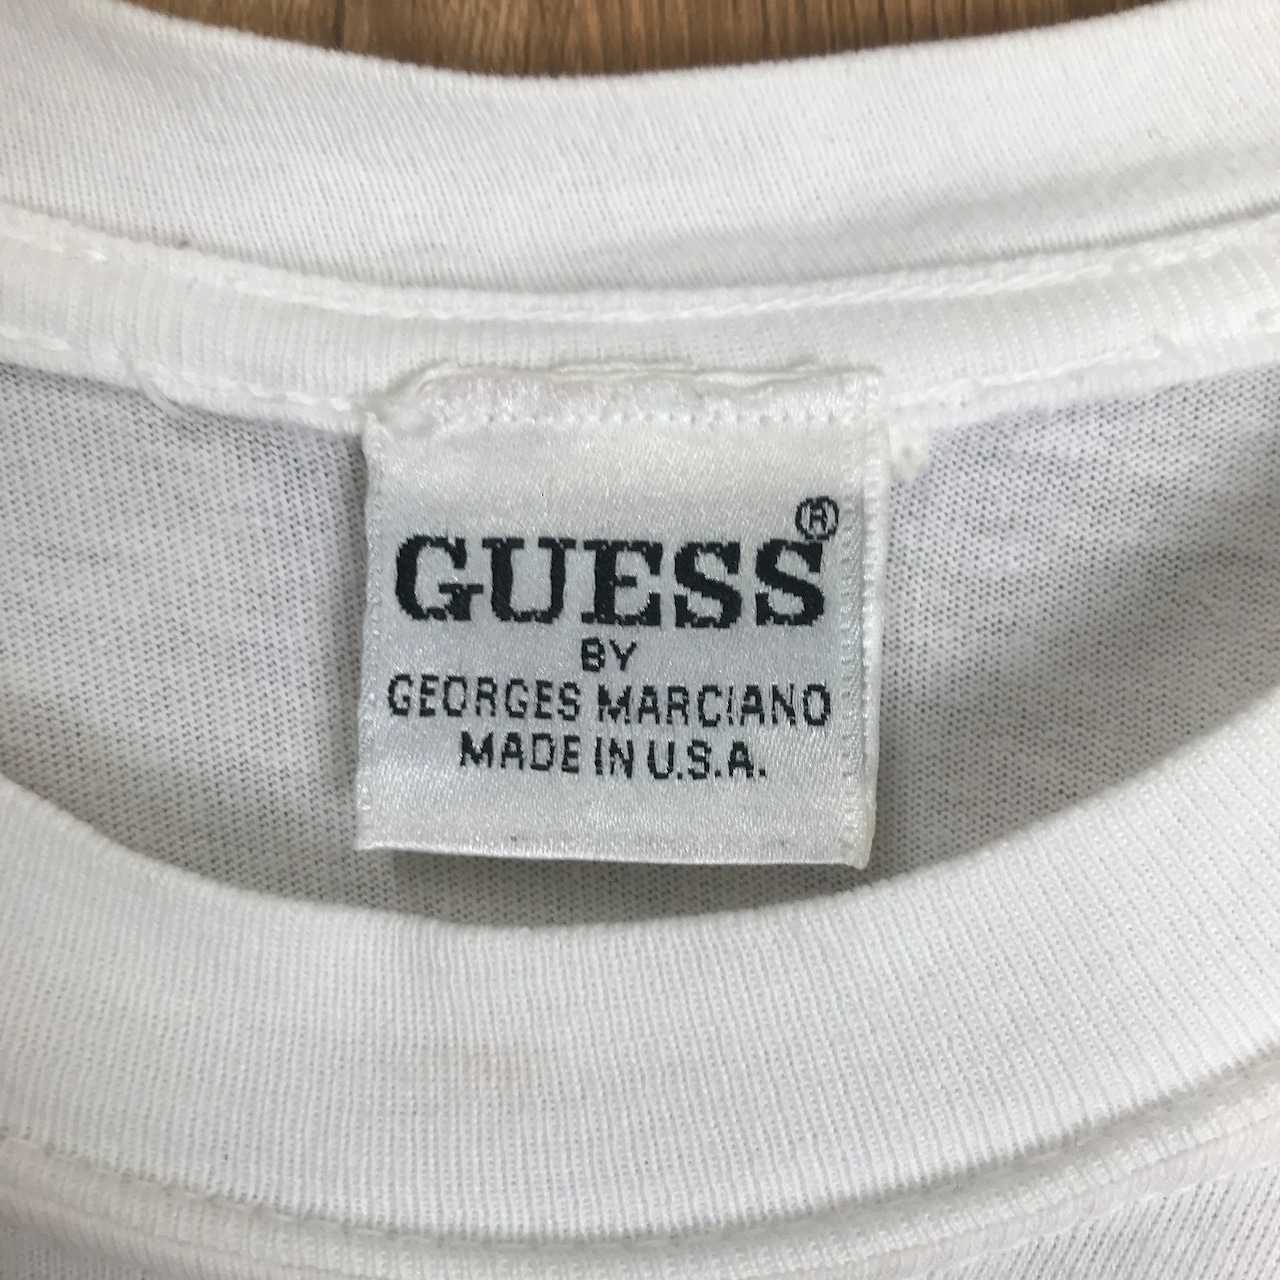 GUESS®
BY
GEORGES MARCIANO
MADE IN U.S.A.